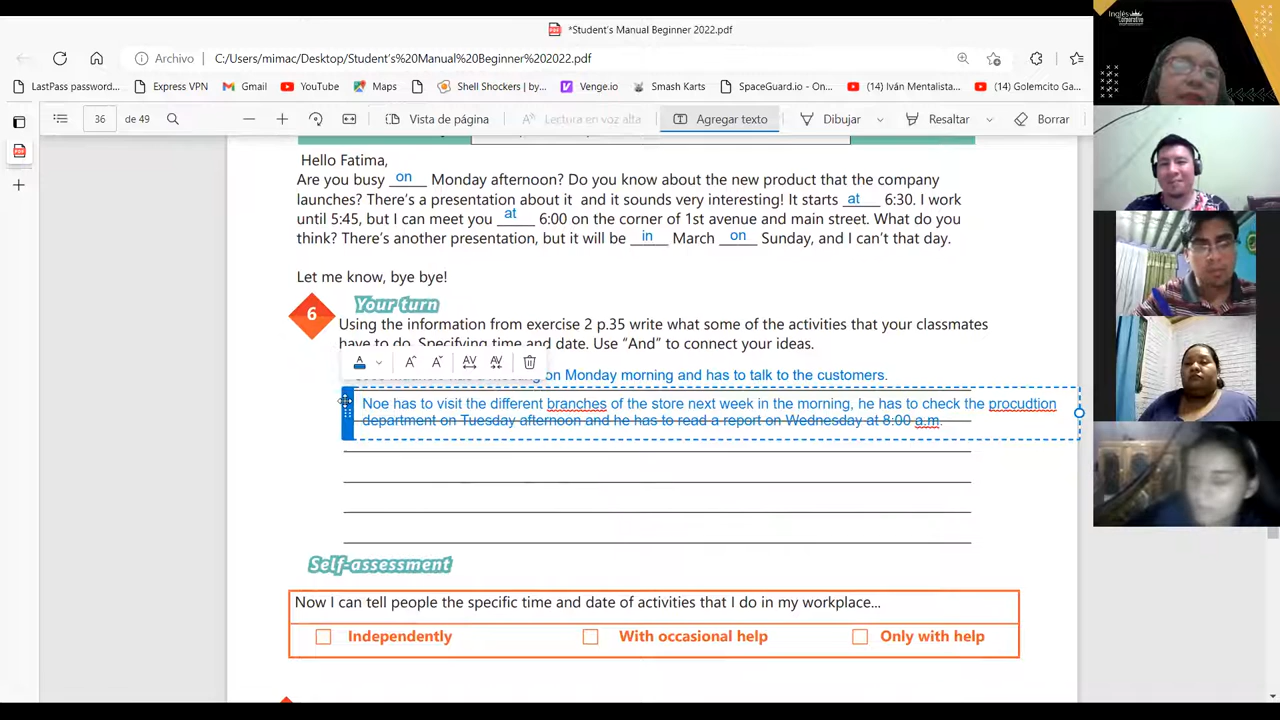 *Student's Manual Beginner 2022.pdf
Archivo C:/Users/mimac/Desktop/Student's%20Manual%20Beginner%202022.pdf
LastPass password... Express VPN Gmail YouTube Maps Shell Shockers | by... Venge.io Smash Karts SpaceGuard.io - On... (14) Iván Mentalista... (14) Golemcito Ga...
36 de 49 Vista de página Lectura en voz alta Agregar texto Dibujar Resaltar Borrar
Hello Fatima,
Are you busy on Monday afternoon? Do you know about the new product that the company
launches? There's a presentation about it and it sounds very interesting! It starts at 6:30. I work
until 5:45, but I can meet you at 6:00 on the corner of 1st avenue and main street. What do you
think? There's another presentation, but it will be in March on Sunday, and I can't that day.
Let me know, bye bye!
6 Your turn
Using the information from exercise 2 p.35 write what some of the activities that your classmates
have to do. Specifying time and date. Use "And" to connect your ideas.
on Monday morning and has to talk to the customers.
Noe has to visit the different branches of the store next week in the morning, he has to check the procudtion
department on Tuesday afternoon and he has to read a report on Wednesday at 8:00 a.m.
Self-assessment
Now I can tell people the specific time and date of activities that I do in my workplace...
Independently With occasional help Only with help
Inglés
Corporativo